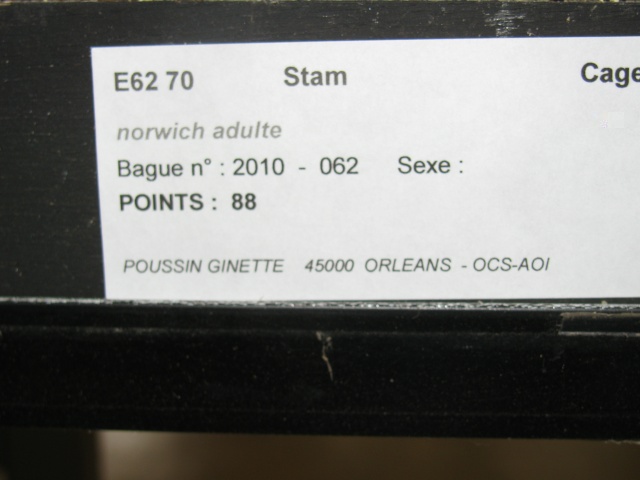 E62 70 Stam Cage
norwich adulte
Bague n° : 2010 - 062 Sexe :
POINTS : 88
POUSSIN GINETTE 45000 ORLEANS - OCS-AOI